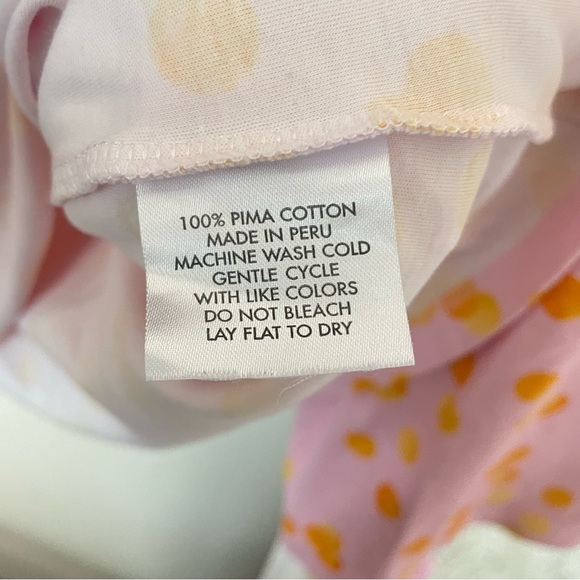 100% PIMA COTTON
MADE IN PERU
MACHINE WASH COLD
GENTLE CYCLE
WITH LIKE COLORS
DO NOT BLEACH
LAY FLAT TO DRY